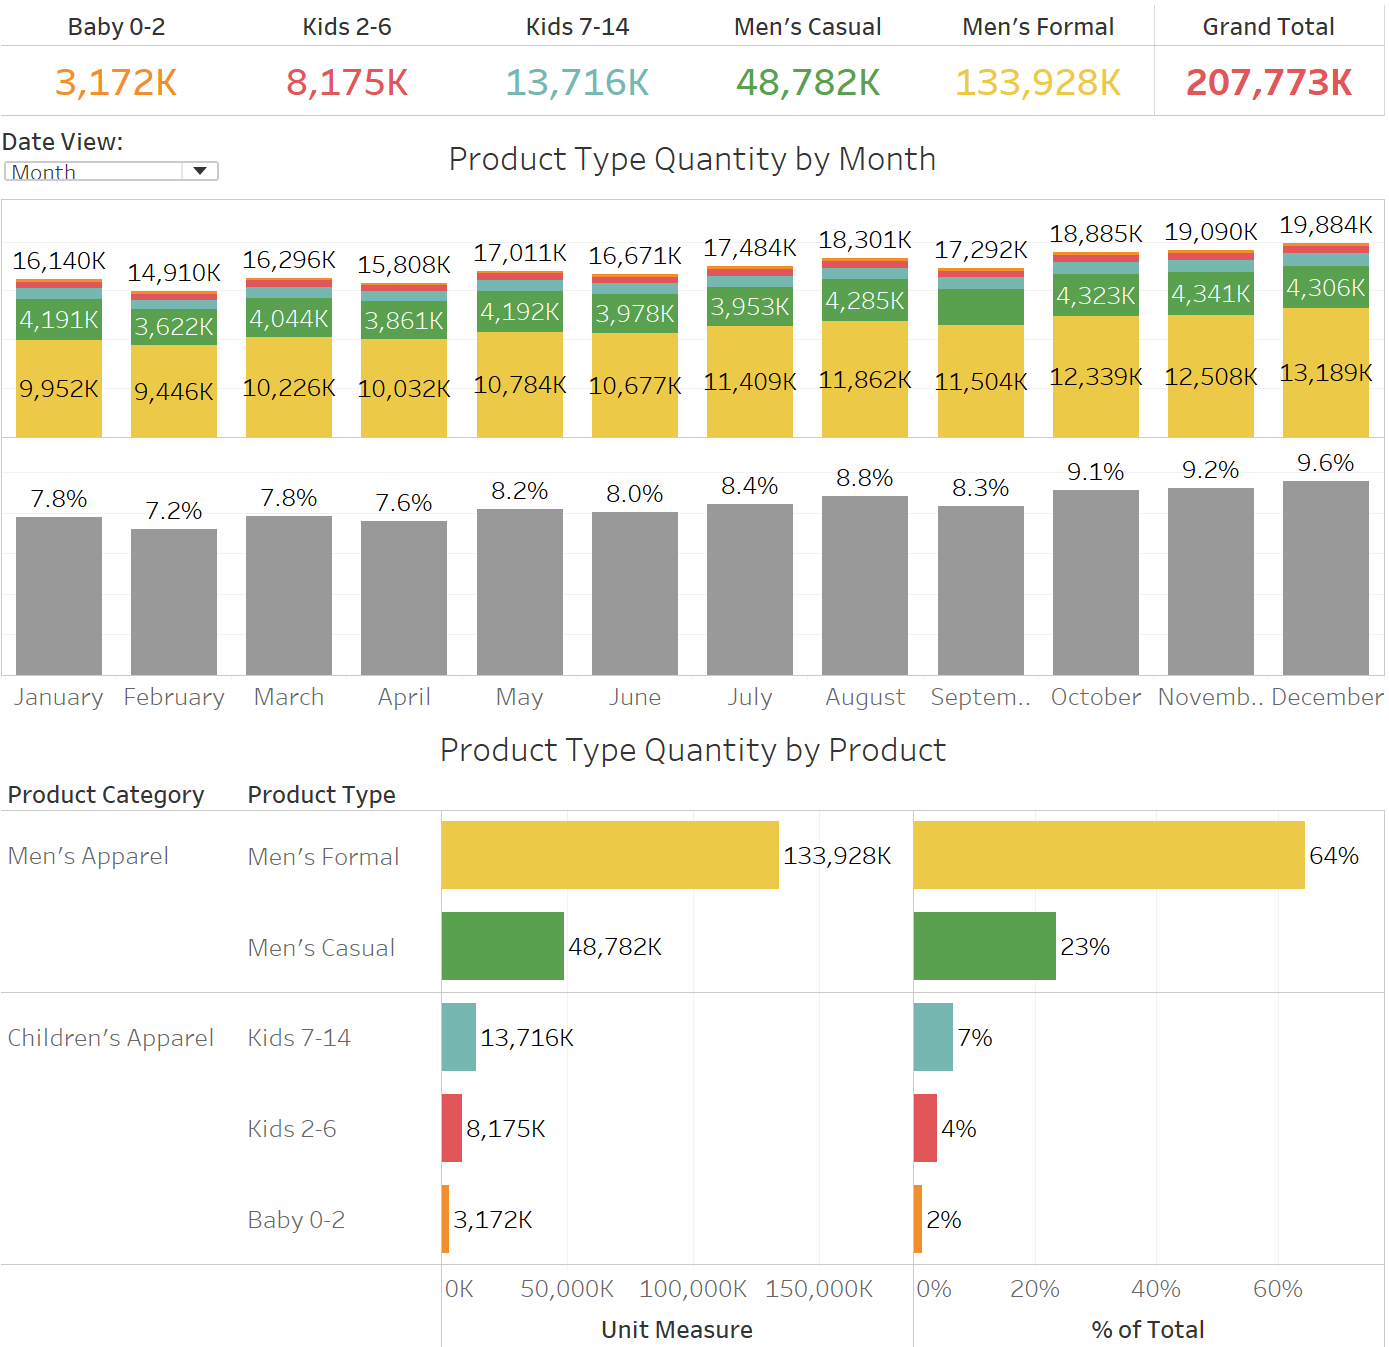 Baby 0-2 Kids 2-6 Kids 7-14 Men's Casual Men's Formal Grand Total
3,172K 8,175K 13,716K 48,782K 133,928K 207,773K
Date View:
Month
Product Type Quantity by Month
16,140K 14,910K 16,296K 15,808K 17,011K 16,671K 17,484K 18,301K 17,292K 18,885K 19,090K 19,884K
4,191K 3,622K 4,044K 3,861K 4,192K 3,978K 3,953K 4,285K 4,323K 4,341K 4,306K
9,952K 9,446K 10,226K 10,032K 10,784K 10,677K 11,409K 11,862K 11,504K 12,339K 12,508K 13,189K
7.8% 7.2% 7.8% 7.6% 8.2% 8.0% 8.4% 8.8% 8.3% 9.1% 9.2% 9.6%
January February March April May June July August Septem.. October Novemb.. December
Product Type Quantity by Product
Product Category Product Type
Men's Apparel Men's Formal 133,928K 64%
Men's Casual 48,782K 23%
Children's Apparel Kids 7-14 13,716K 7%
Kids 2-6 8,175K 4%
Baby 0-2 3,172K 2%
0K 50,000K 100,000K 150,000K 0% 20% 40% 60%
Unit Measure % of Total